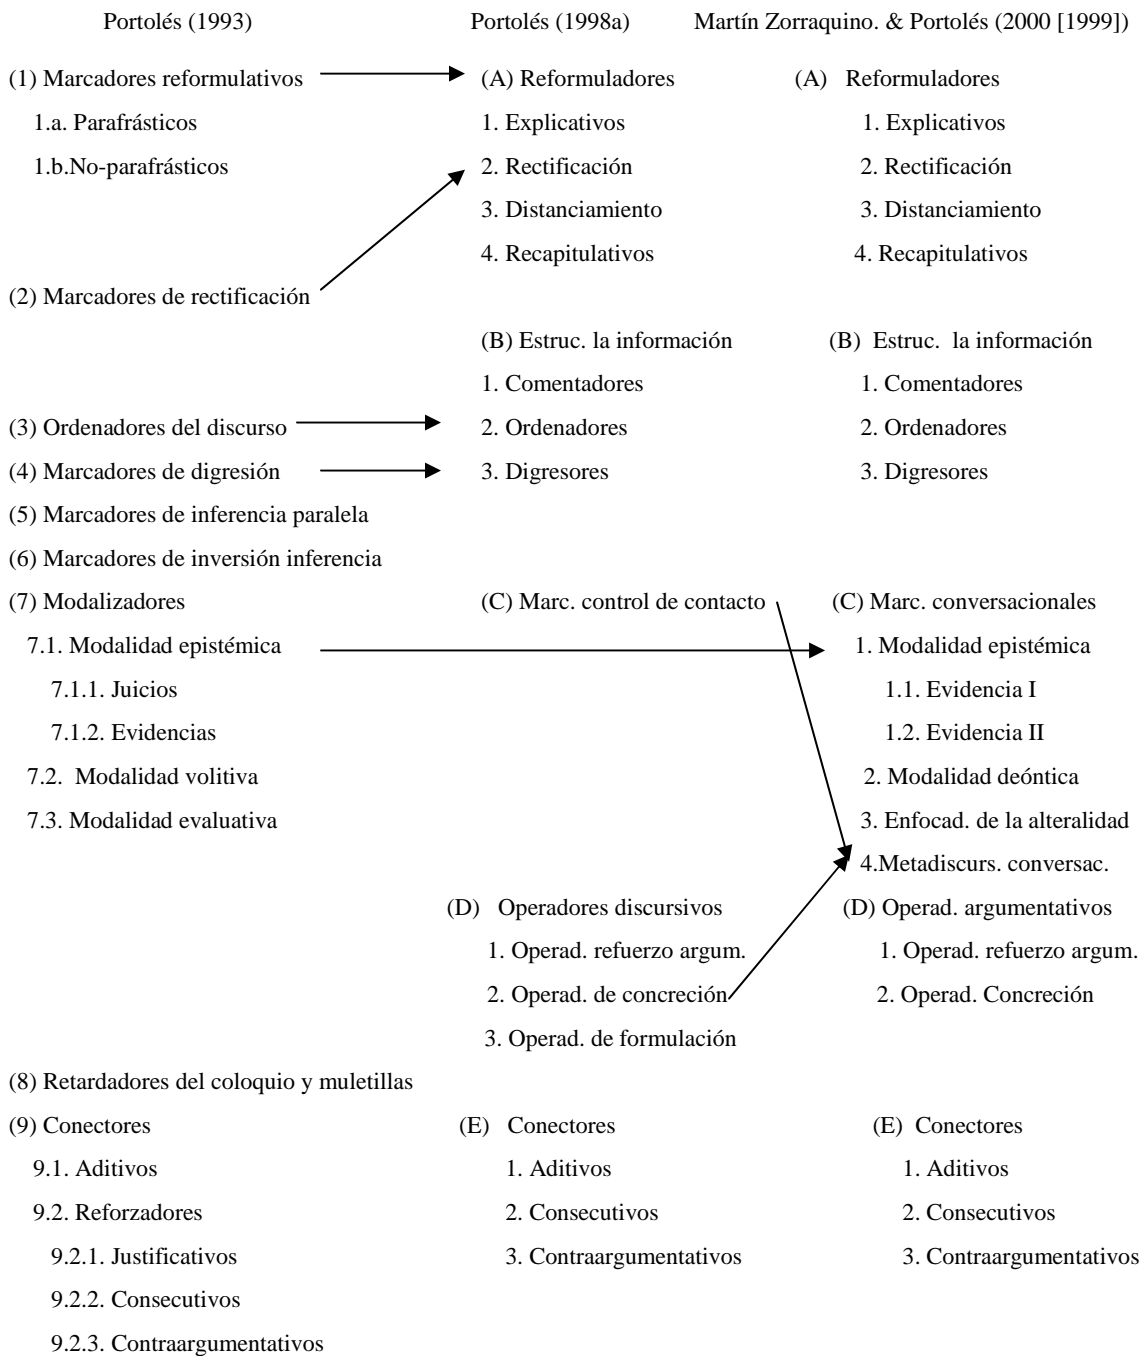 Portolés (1993) Portolés (1998a) Martín Zorraquino. & Portolés (2000 [1999])
(1) Marcadores reformulativos (A) Reformuladores (A) Reformuladores
1.a. Parafrásticos 1. Explicativos 1. Explicativos
1.b.No-parafrásticos 2. Rectificación 2. Rectificación
3. Distanciamiento 3. Distanciamiento
4. Recapitulativos 4. Recapitulativos
(2) Marcadores de rectificación
(B) Estruc. la información (B) Estruc. la información
1. Comentadores 1. Comentadores
(3) Ordenadores del discurso 2. Ordenadores 2. Ordenadores
(4) Marcadores de digresión 3. Digresores 3. Digresores
(5) Marcadores de inferencia paralela
(6) Marcadores de inversión inferencia
(7) Modalizadores (C) Marc. control de contacto (C) Marc. conversacionales
7.1. Modalidad epistémica 1. Modalidad epistémica
7.1.1. Juicios 1.1. Evidencia I
7.1.2. Evidencias 1.2. Evidencia II
7.2. Modalidad volitiva 2. Modalidad deóntica
7.3. Modalidad evaluativa 3. Enfocad. de la alteralidad
4.Metadiscurs. conversac.
(D) Operadores discursivos (D) Operad. argumentativos
1. Operad. refuerzo argum. 1. Operad. refuerzo argum.
2. Operad. de concreción 2. Operad. Concreción
3. Operad. de formulación
(8) Retardadores del coloquio y muletillas
(9) Conectores (E) Conectores (E) Conectores
9.1. Aditivos 1. Aditivos 1. Aditivos
9.2. Reforzadores 2. Consecutivos 2. Consecutivos
9.2.1. Justificativos 3. Contraargumentativos 3. Contraargumentativos
9.2.2. Consecutivos
9.2.3. Contraargumentativos